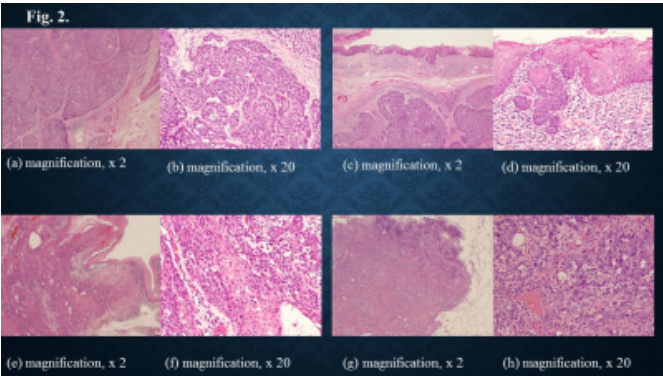 Fig. 2.
(a) magnification, x 2
(b) magnification, x 20
(c) magnification, x 2
(d) magnification, x 20
(e) magnification, x 2
(f) magnification, x 20
(g) magnification, x 2
(h) magnification, x 20